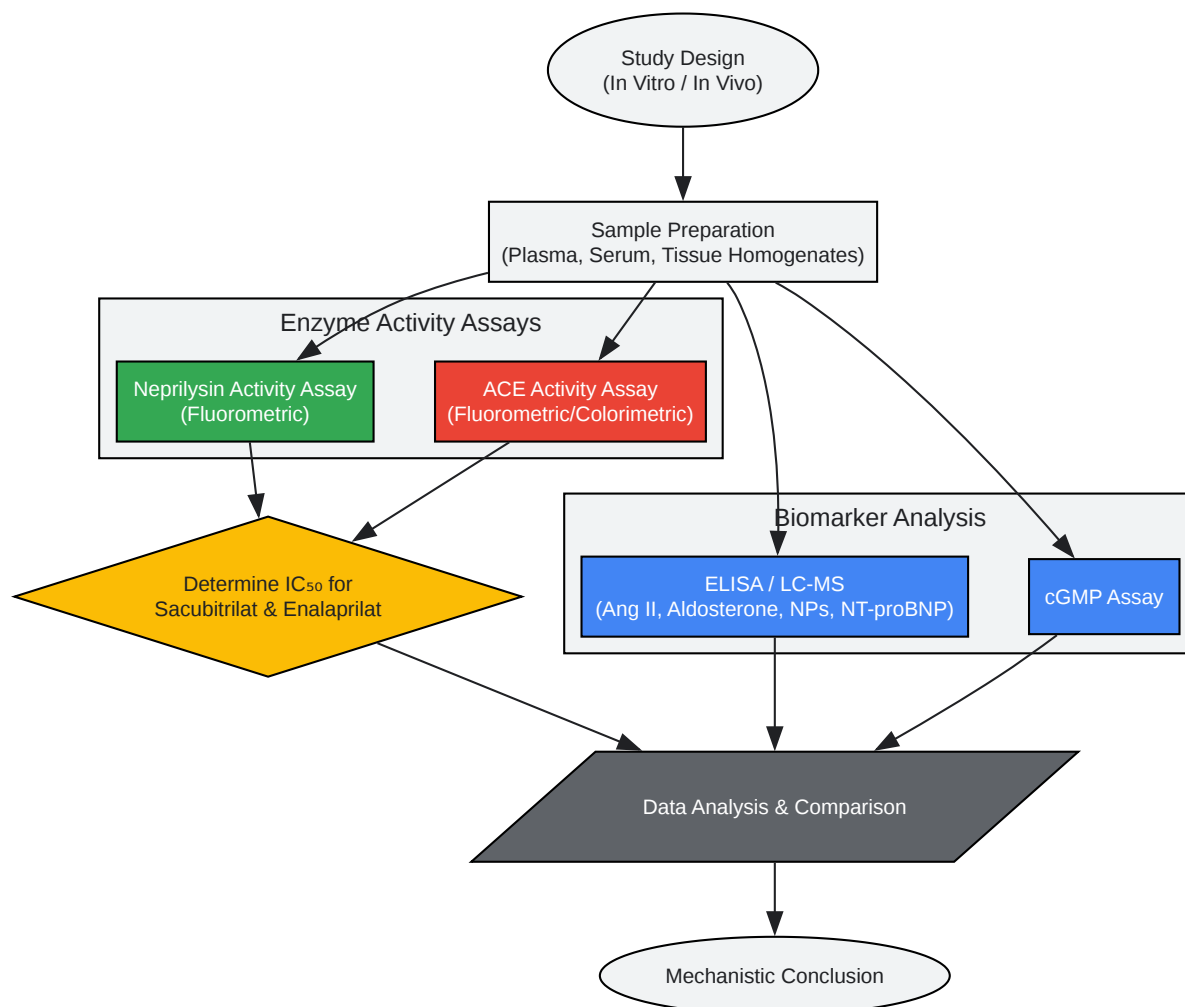 Study Design
(In Vitro / In Vivo)
Sample Preparation
(Plasma, Serum, Tissue Homogenates)
Enzyme Activity Assays
Neprilysin Activity Assay
(Fluorometric)
ACE Activity Assay
(Fluorometric/Colorimetric)
Biomarker Analysis
Determine IC₅₀ for
Sacubitrilat & Enalaprilat
ELISA / LC-MS
(Ang II, Aldosterone, NPs, NT-proBNP)
cGMP Assay
Data Analysis & Comparison
Mechanistic Conclusion